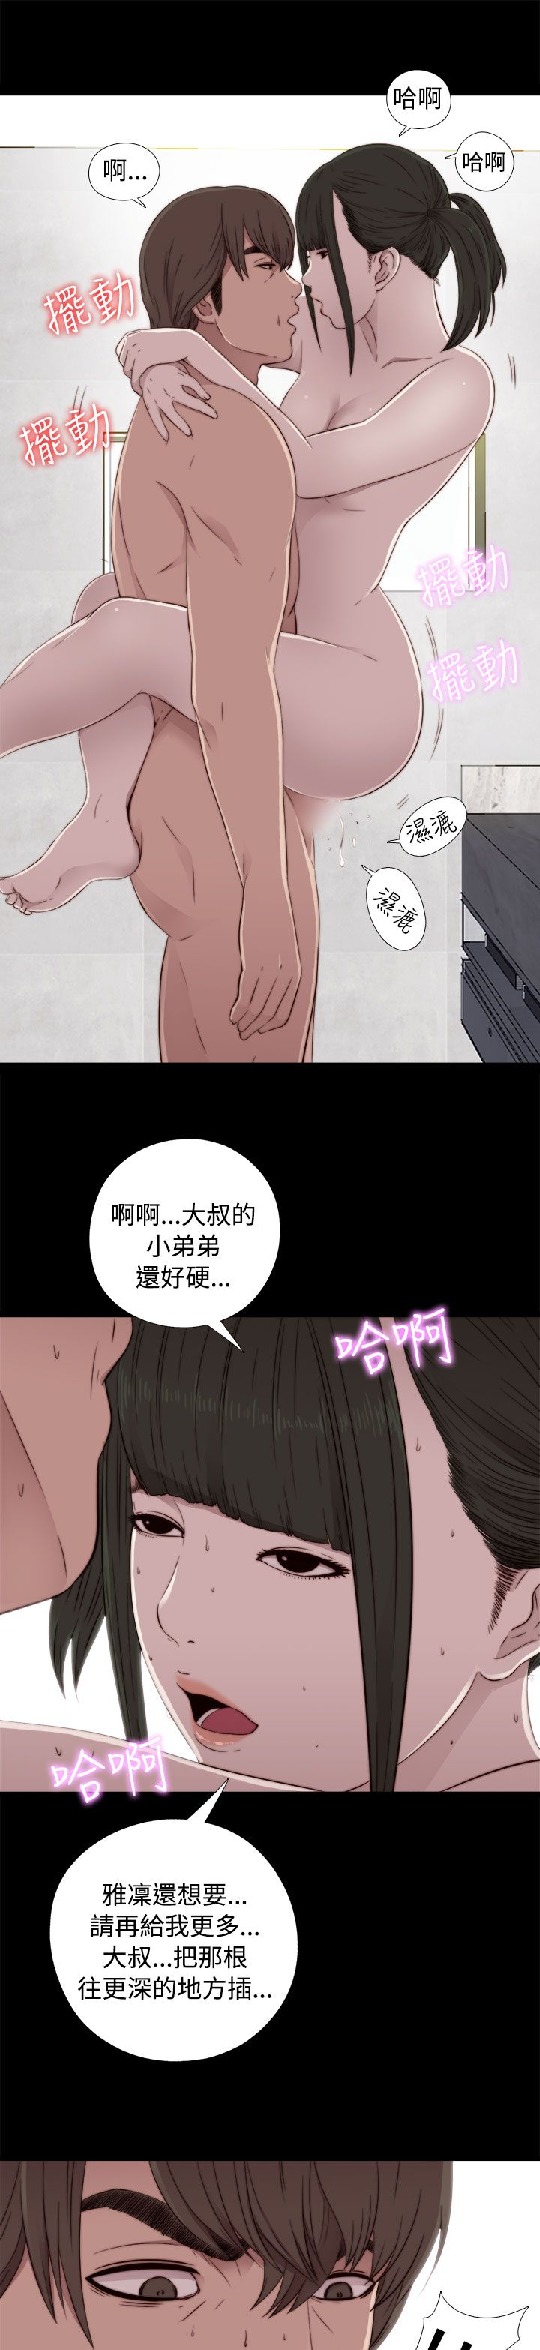 哈啊
哈啊
啊...
擺動
擺動
擺動
擺動
濕漉
濕漉
啊啊...大叔的
小弟弟
還好硬...
哈啊
哈啊
雅凜還想要...
請再給我更多...
大叔...把那根
往更深的地方插...